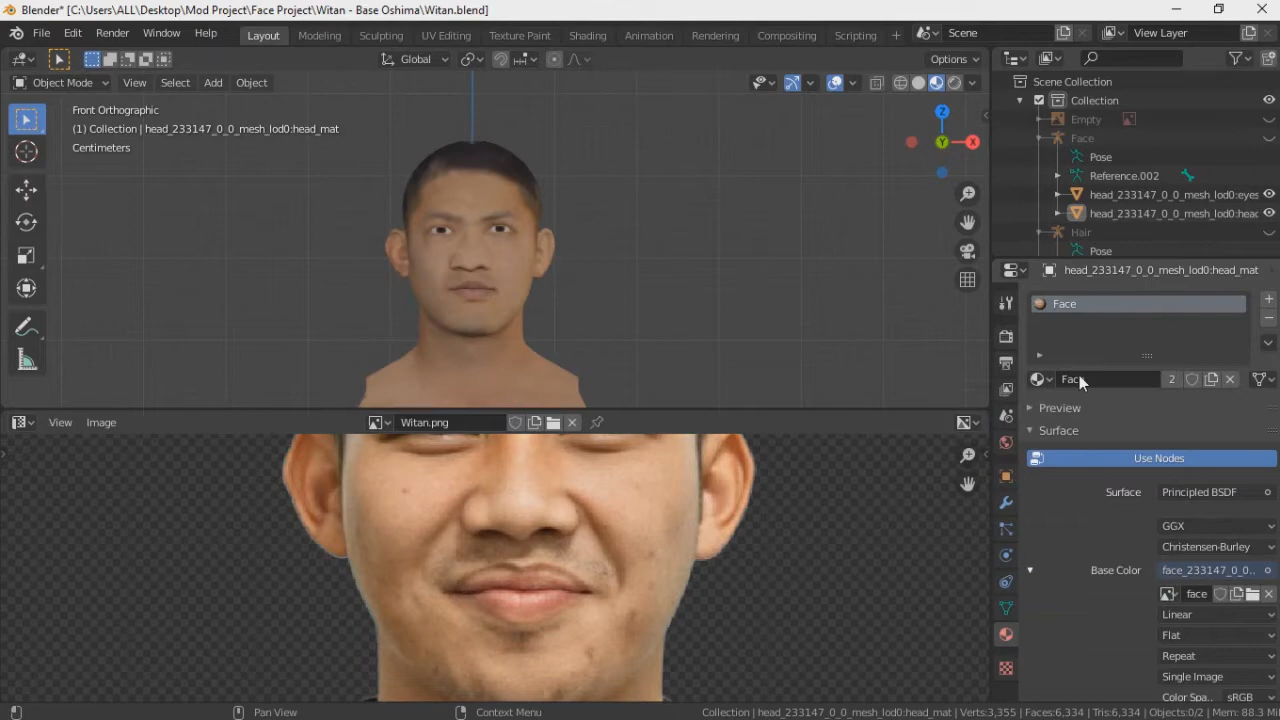 Blender* [C:\Users\ALL\Desktop\Mod Project\Face Project\Witan - Base Oshima\Witan.blend]
File Edit Render Window Help Layout Modeling Sculpting UV Editing Texture Paint Shading Animation Rendering Compositing Scripting Scene View Layer
Global Options
Object Mode View Select Add Object
Front Orthographic
(1) Collection | head_233147_0_0_mesh_lod0:head_mat
Centimeters
Z
Y
X
Scene Collection
Collection
Empty
Face
Pose
Reference.002
head_233147_0_0_mesh_lod0:eyes
head_233147_0_0_mesh_lod0:head
Hair
Pose
head_233147_0_0_mesh_lod0:head_mat
Face
Face 2
Preview
Surface
Use Nodes
Surface Principled BSDF
GGX
Christensen-Burley
Base Color face_233147_0_0..
face
Linear
Flat
Repeat
Single Image
Color Spa.. sRGB
View Image Witan.png
Pan View Context Menu Collection | head_233147_0_0_mesh_lod0:head_mat | Verts:3,355 | Faces:6,334 | Tris:6,334 | Objects:0/2 | Mem: 88.3 Mi